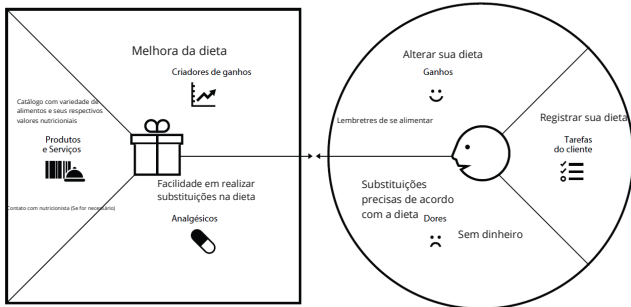 Melhora da dieta
Criadores de ganhos
Catálogo com variedade de
alimentos e seus respectivos
valores nutricioniais
Produtos
e Serviços
Contato com nutricionista (Se for necessário)
Facilidade em realizar
substituições na dieta
Analgésicos
Alterar sua dieta
Ganhos
Lembretres de se alimentar
Registrar sua dieta
Tarefas
do cliente
Substituições
precisas de acordo
com a dieta
Dores
Sem dinheiro